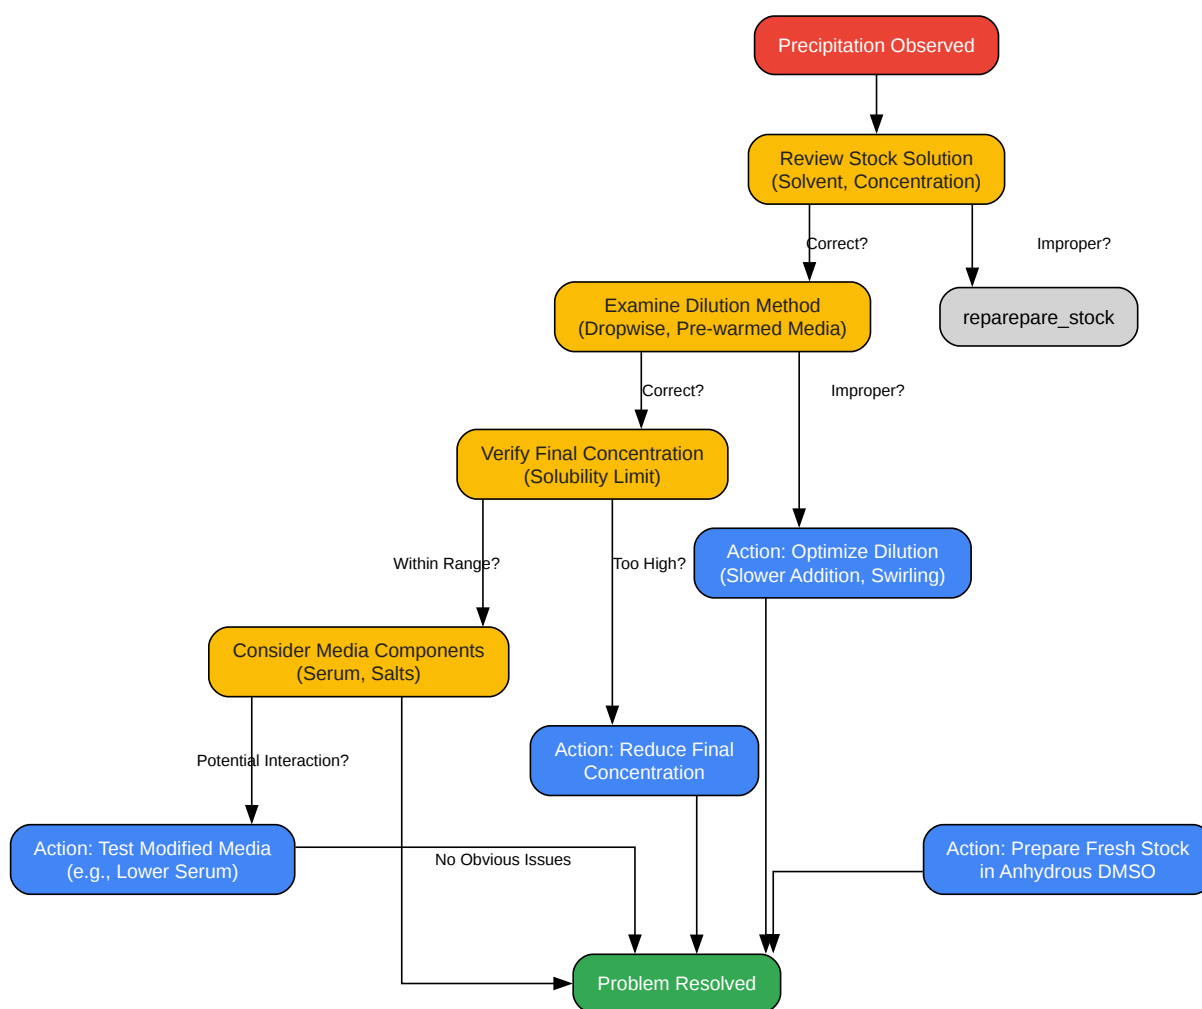 Precipitation Observed
Review Stock Solution
(Solvent, Concentration)
Correct?
Improper?
Examine Dilution Method
(Dropwise, Pre-warmed Media)
reparepare_stock
Correct?
Improper?
Verify Final Concentration
(Solubility Limit)
Action: Optimize Dilution
(Slower Addition, Swirling)
Within Range?
Too High?
Consider Media Components
(Serum, Salts)
Action: Reduce Final
Concentration
Potential Interaction?
Action: Test Modified Media
(e.g., Lower Serum)
No Obvious Issues
Action: Prepare Fresh Stock
in Anhydrous DMSO
Problem Resolved